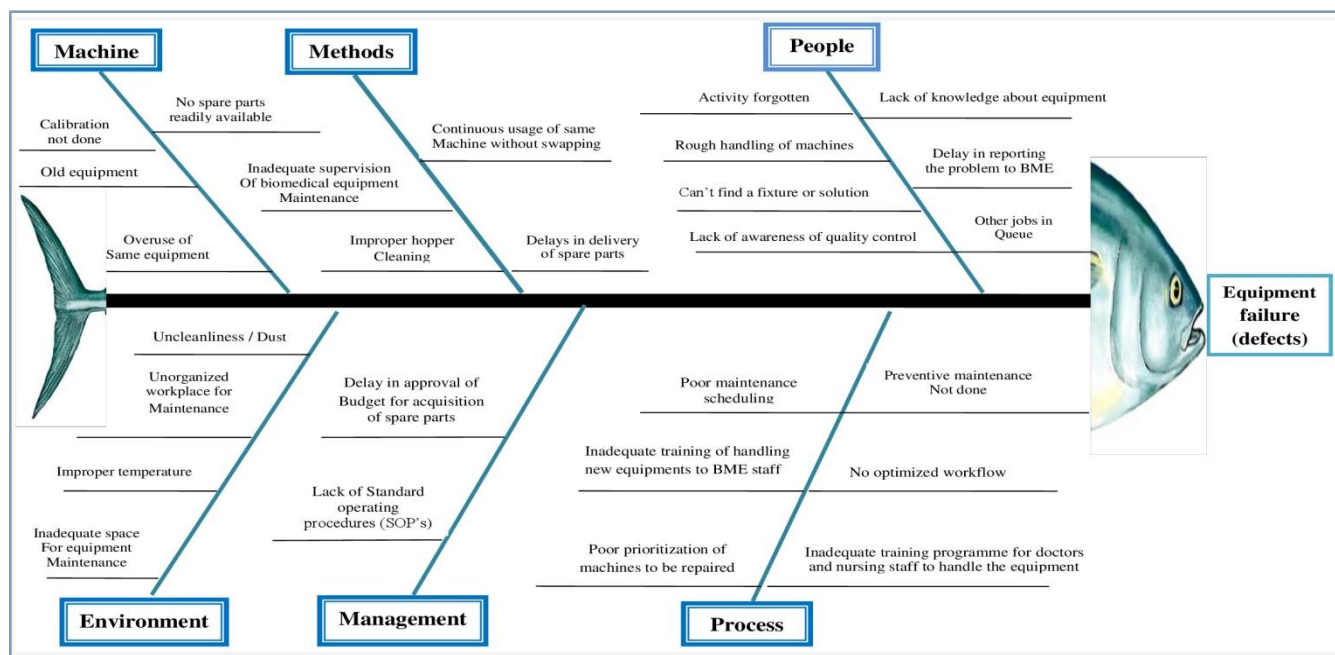 Machine
Methods
People
No spare parts
readily available
Calibration
not done
Old equipment
Overuse of
Same equipment
Continuous usage of same
Machine without swapping
Inadequate supervision
Of biomedical equipment
Maintenance
Improper hopper
Cleaning
Delays in delivery
of spare parts
Activity forgotten
Lack of knowledge about equipment
Rough handling of machines
Delay in reporting
the problem to BME
Can't find a fixture or solution
Other jobs in
Queue
Lack of awareness of quality control
Equipment
failure
(defects)
Uncleanliness / Dust
Unorganized
workplace for
Maintenance
Improper temperature
Inadequate space
For equipment
Maintenance
Delay in approval of
Budget for acquisition
of spare parts
Lack of Standard
operating
procedures (SOP's)
Poor maintenance
scheduling
Preventive maintenance
Not done
Inadequate training of handling
new equipments to BME staff
No optimized workflow
Poor prioritization of
machines to be repaired
Inadequate training programme for doctors
and nursing staff to handle the equipment
Environment
Management
Process